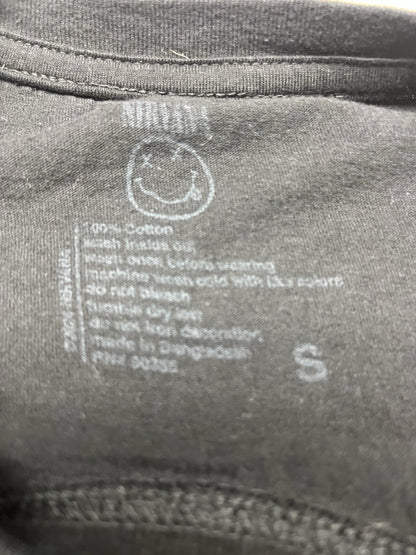 NIRVANA
100% Cotton
wash inside out
wash once before wearing
machine wash cold with like colors
do not bleach
tumble dry low
do not iron decoration
made in Bangladesh
S